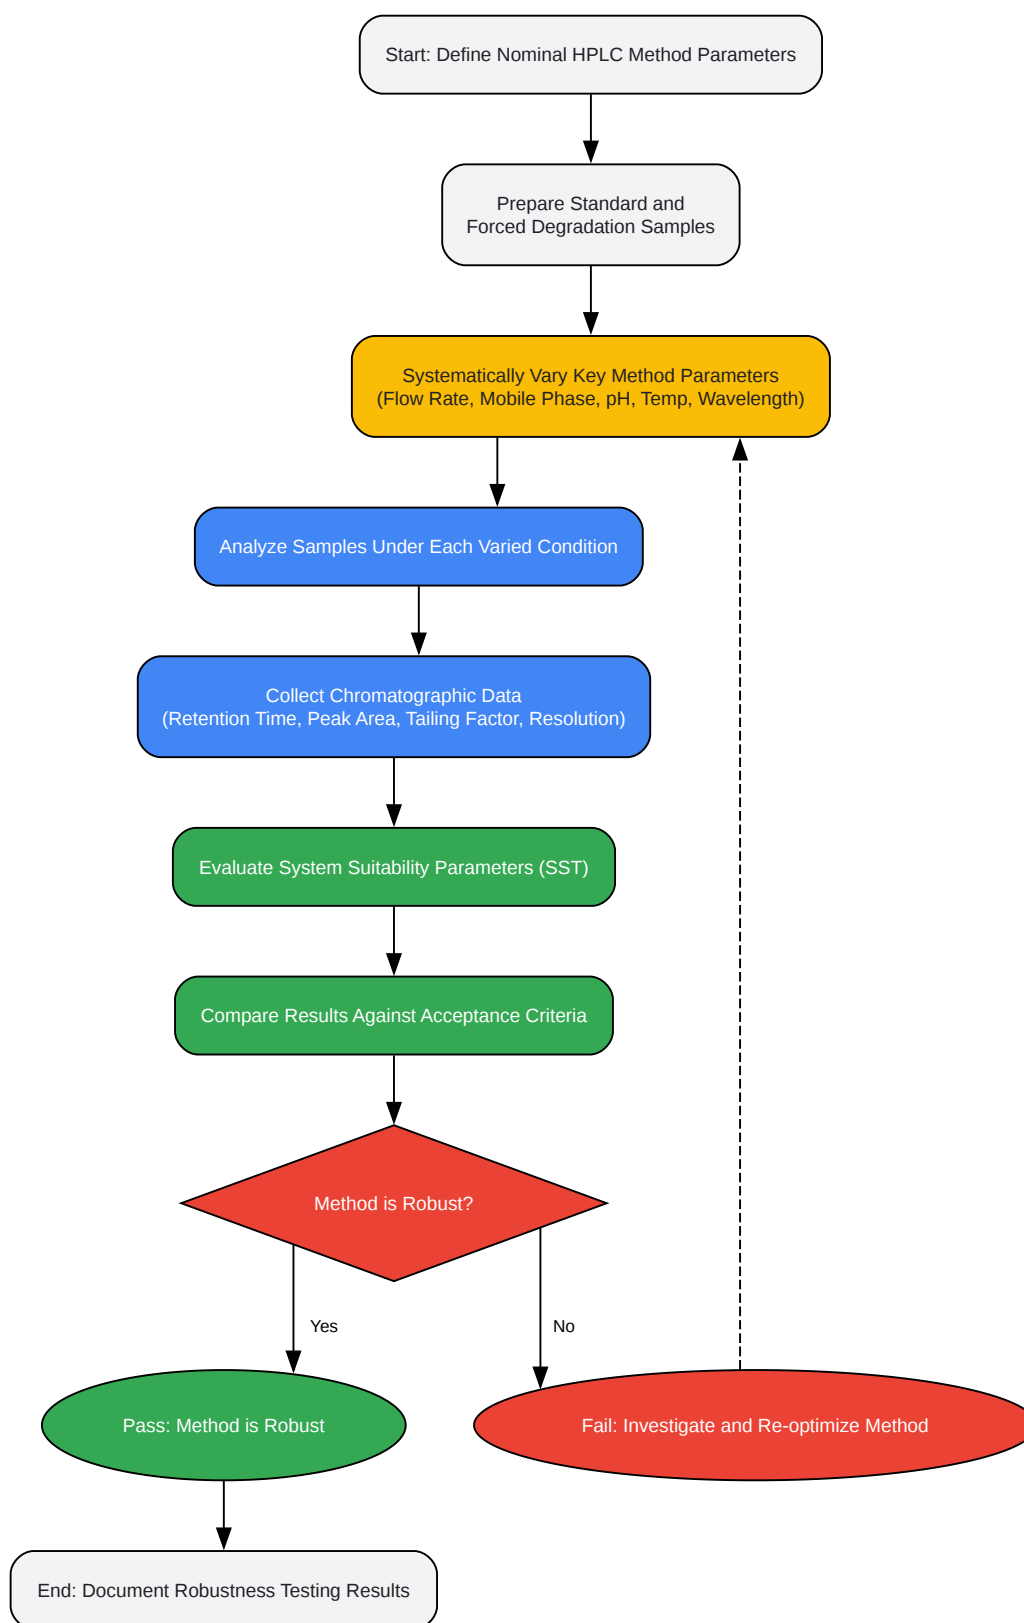 Start: Define Nominal HPLC Method Parameters
Prepare Standard and
Forced Degradation Samples
Systematically Vary Key Method Parameters
(Flow Rate, Mobile Phase, pH, Temp, Wavelength)
Analyze Samples Under Each Varied Condition
Collect Chromatographic Data
(Retention Time, Peak Area, Tailing Factor, Resolution)
Evaluate System Suitability Parameters (SST)
Compare Results Against Acceptance Criteria
Method is Robust?
Yes
No
Pass: Method is Robust
Fail: Investigate and Re-optimize Method
End: Document Robustness Testing Results